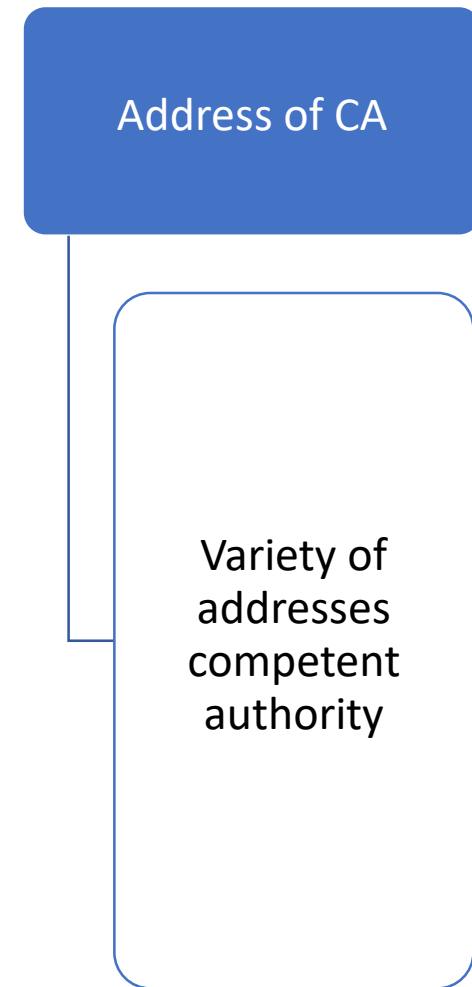 Address of CA
Variety of
addresses
competent
authority